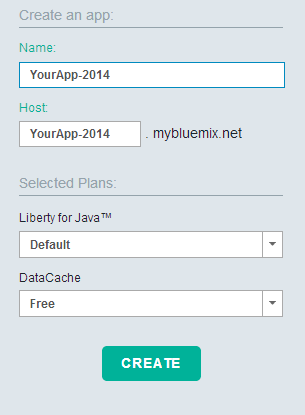 Create an app:
Name:
YourApp-2014
Host:
YourApp-2014 . mybluemix.net
Selected Plans:
Liberty for Java™
Default
DataCache
Free
CREATE